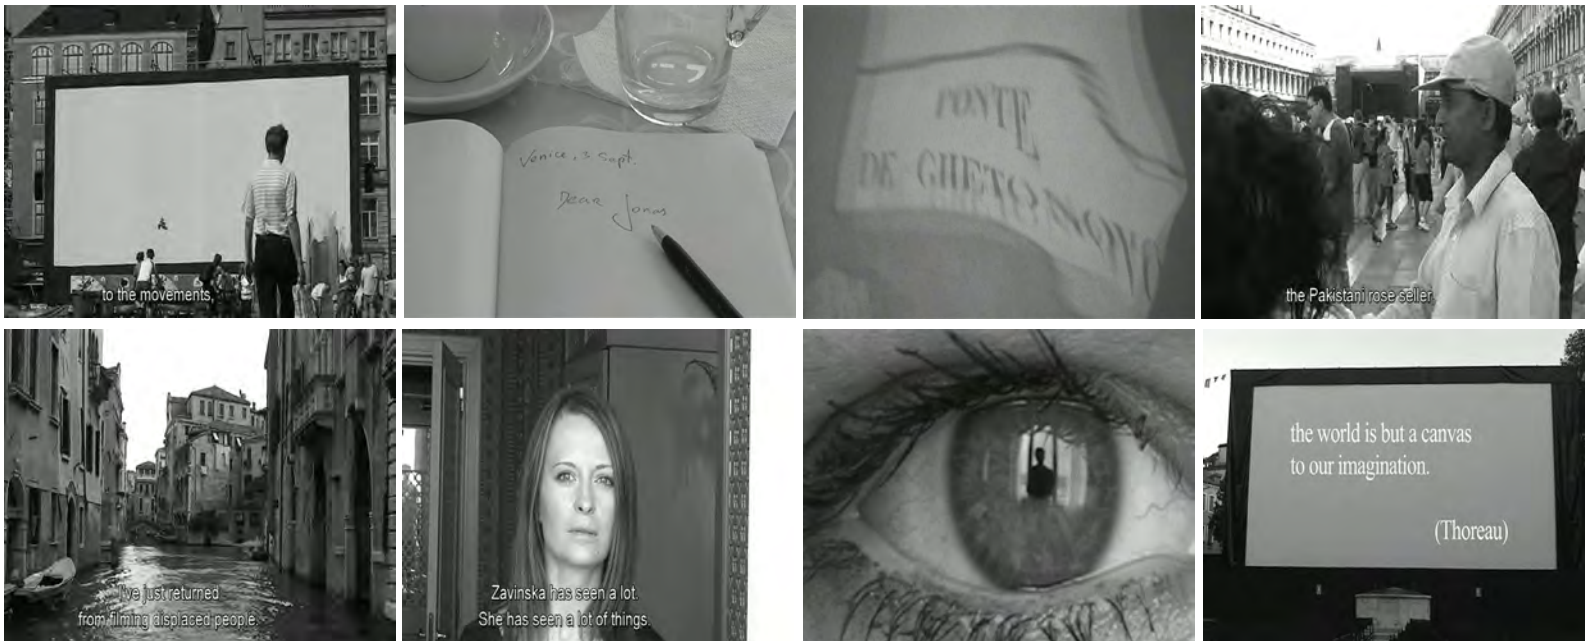 to the movements,
Venice, 3 Sept.
Dear Jonas
PONTE
DE GHETO NOVO
the Pakistani rose seller.
I've just returned
from filming displaced people.
Zavinska has seen a lot.
She has seen a lot of things.
the world is but a canvas
to our imagination.
(Thoreau)